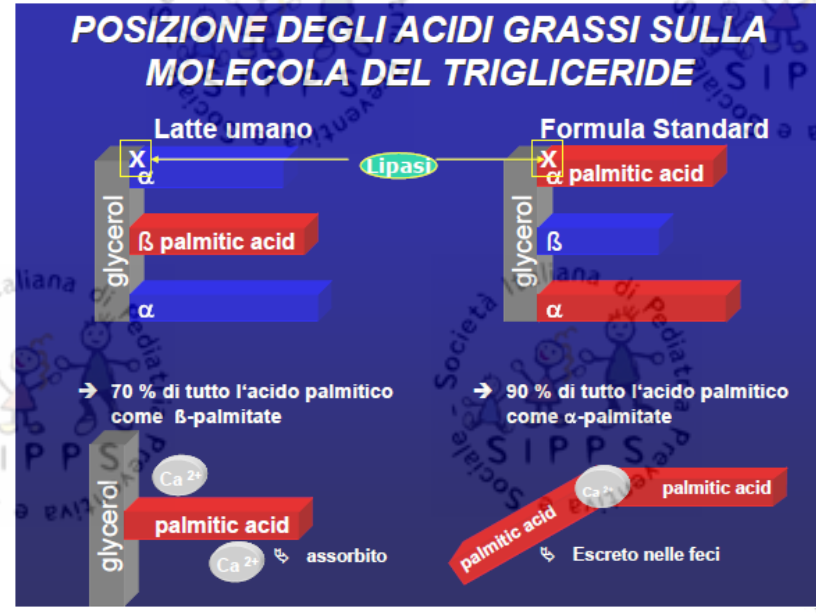 POSIZIONE DEGLI ACIDI GRASSI SULLA
MOLECOLA DEL TRIGLICERIDE
Latte umano
Formula Standard
Lipasi
glycerol
X
α
ß palmitic acid
α
glycerol
X
α palmitic acid
ß
α
➔ 70 % di tutto l‘acido palmitico
come ß-palmitate
➔ 90 % di tutto l‘acido palmitico
come α-palmitate
glycerol
Ca 2+
palmitic acid
Ca 2+
assorbito
palmitic acid
Ca 2+
palmitic acid
Escreto nelle feci
Società Italiana di Pediatria Preventiva e Sociale
S I P P S